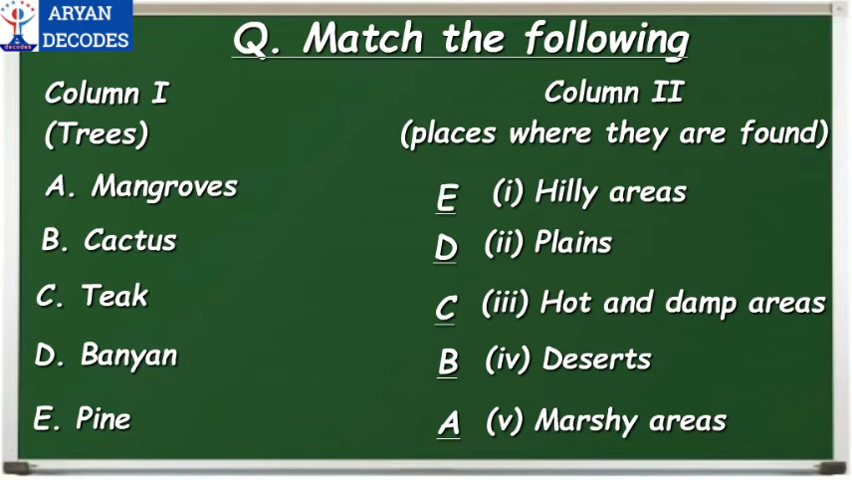 ARYAN
DECODES
decodes
Q. Match the following
Column I
(Trees)
A. Mangroves
B. Cactus
C. Teak
D. Banyan
E. Pine
Column II
(places where they are found)
E (i) Hilly areas
D (ii) Plains
C (iii) Hot and damp areas
B (iv) Deserts
A (v) Marshy areas